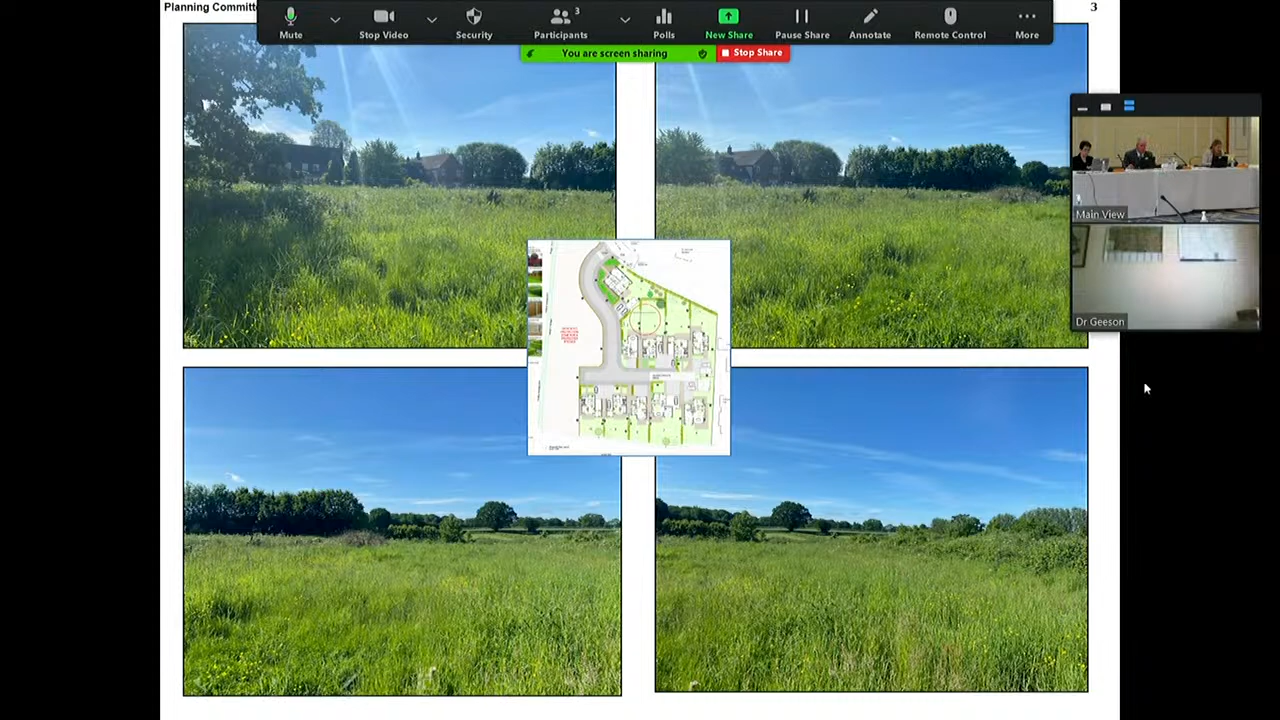 Planning Committe
3
3
Mute
Stop Video
Security
Participants
Polls
New Share
Pause Share
Annotate
Remote Control
More
You are screen sharing
Stop Share
Main View
Dr Geeson